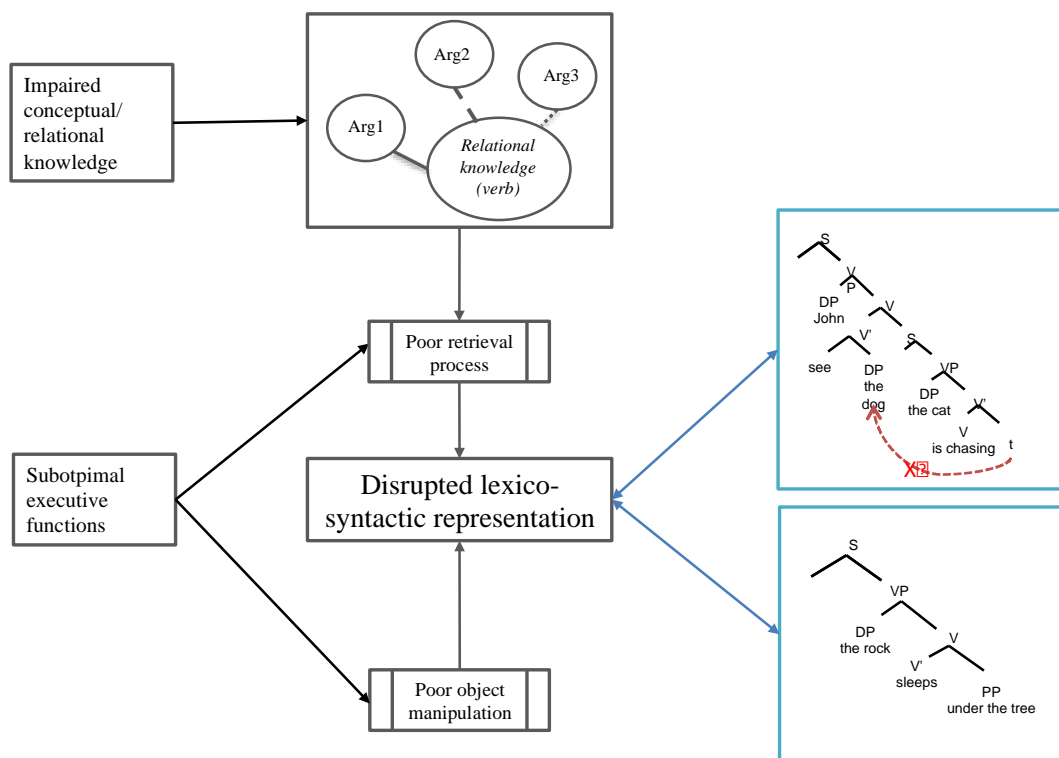 Impaired
conceptual/
relational
knowledge
Arg1
Arg2
Arg3
Relational
knowledge
(verb)
Poor retrieval
process
Subotpimal
executive
functions
Disrupted lexico-
syntactic representation
Poor object
manipulation
S
V
P
DP
John
V
V'
S
see
DP
the
dog
VP
DP
the cat
V'
V
is chasing
t
X
S
VP
DP
the rock
V
V'
sleeps
PP
under the tree